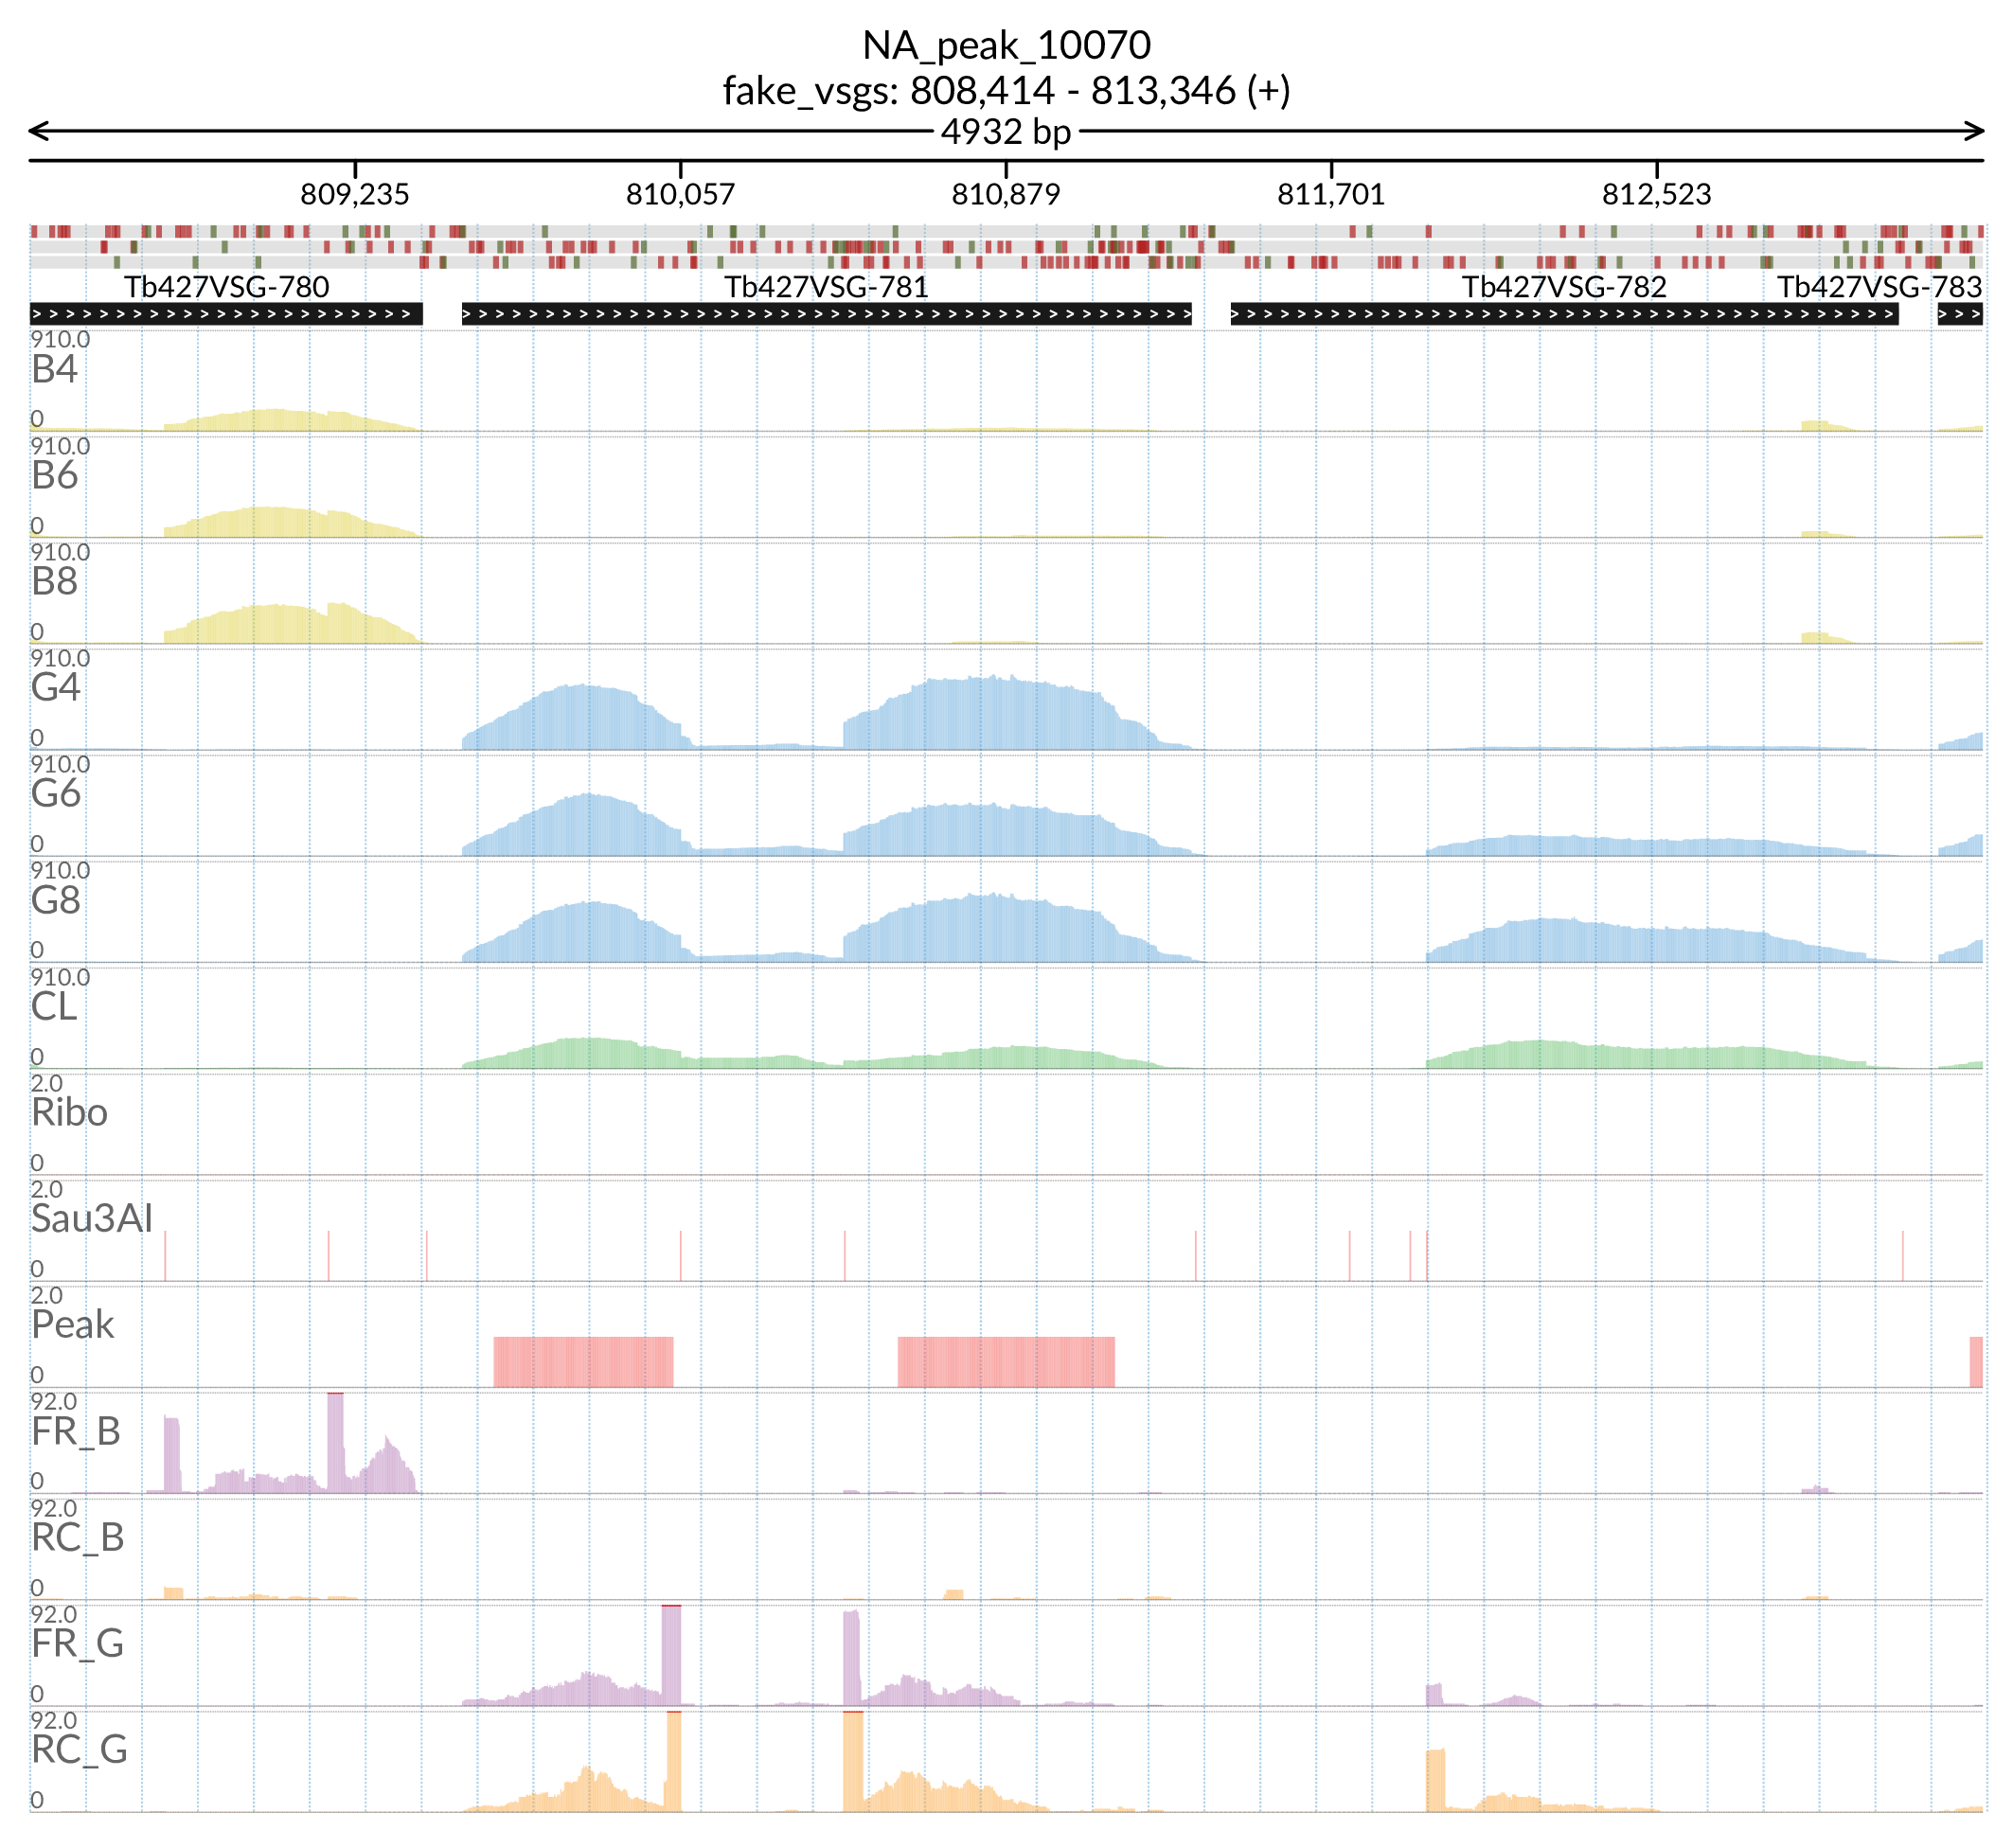 NA_peak_10070
fake_vsgs: 808,414 - 813,346 (+)
4932 bp
809,235 810,057 810,879 811,701 812,523
Tb427VSG-780 Tb427VSG-781 Tb427VSG-782 Tb427VSG-783
910.0
B4
0
910.0
B6
0
910.0
B8
0
910.0
G4
0
910.0
G6
0
910.0
G8
0
910.0
CL
0
2.0
Ribo
0
2.0
Sau3AI
0
2.0
Peak
0
92.0
FR_B
0
92.0
RC_B
0
92.0
FR_G
0
92.0
RC_G
0